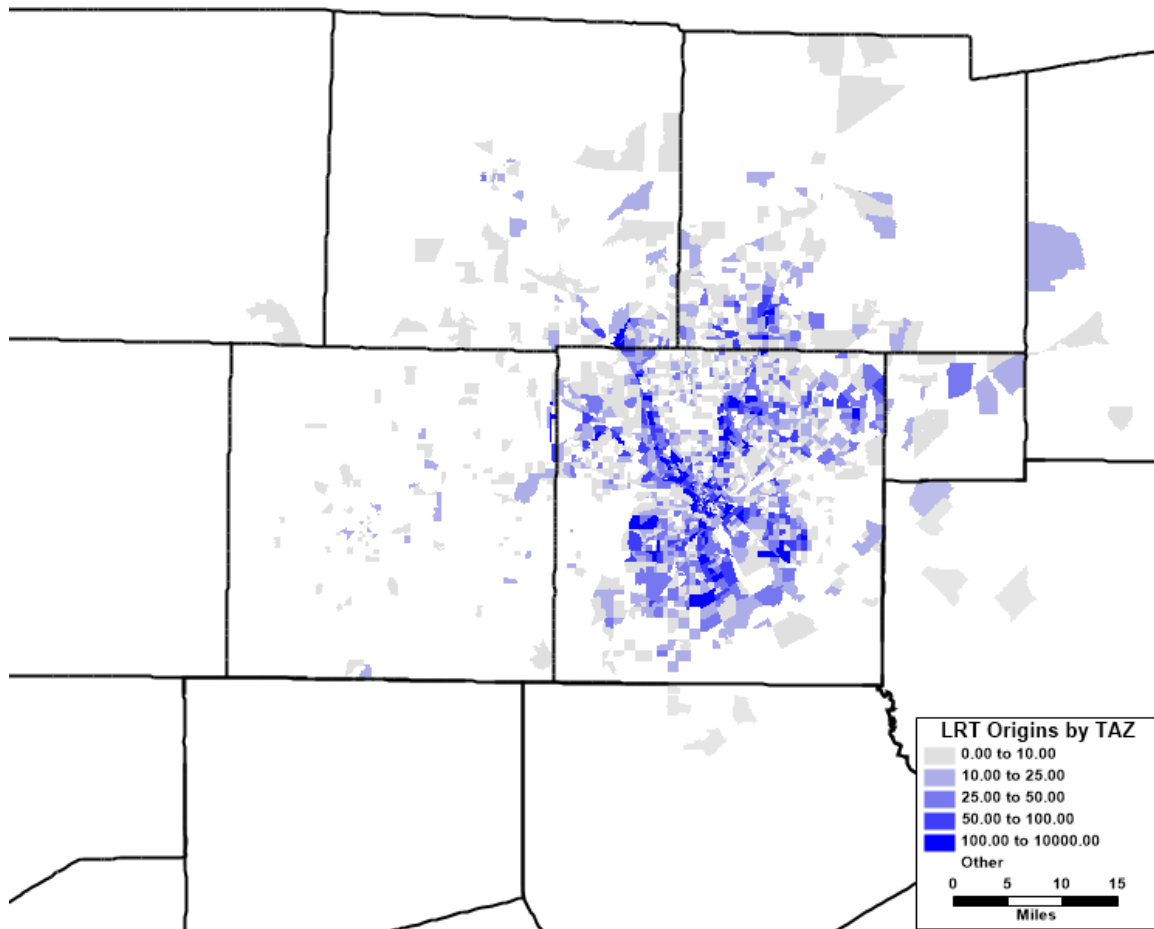 LRT Origins by TAZ
0.00 to 10.00
10.00 to 25.00
25.00 to 50.00
50.00 to 100.00
100.00 to 10000.00
Other
0 5 10 15
Miles